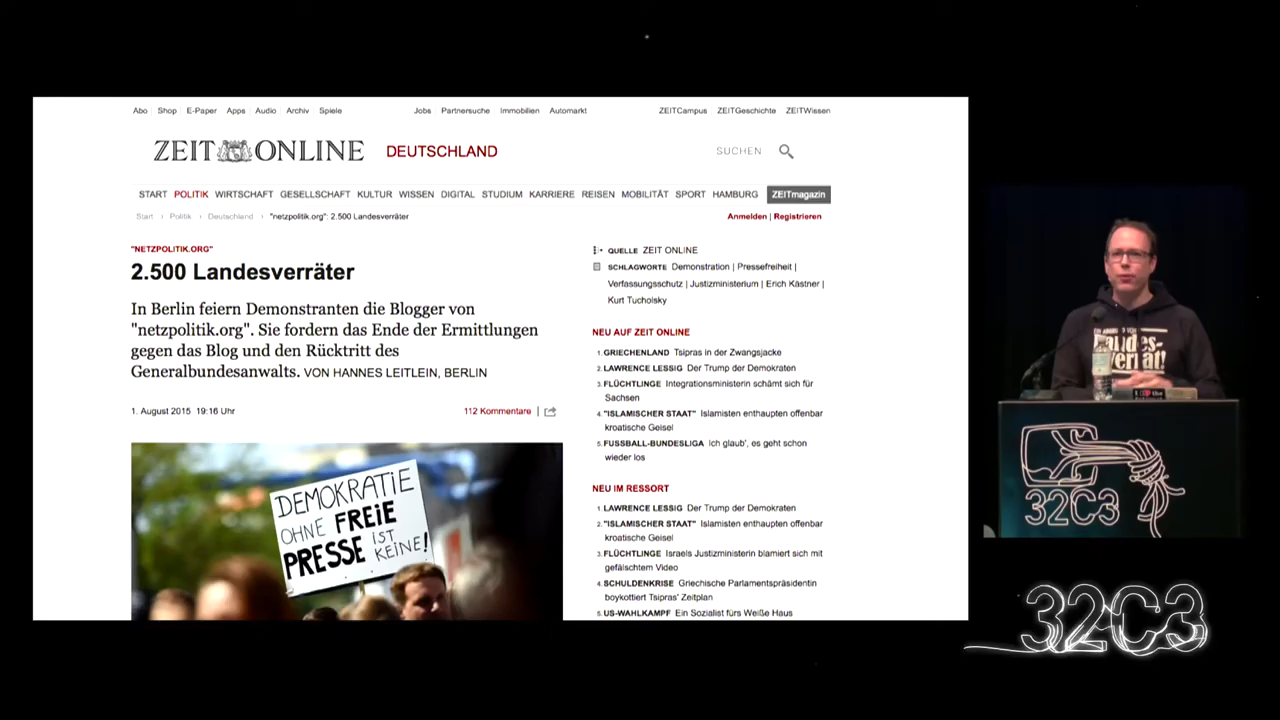 Abo Shop E-Paper Apps Audio Archiv Spiele Jobs Partnersuche Immobilien Automarkt ZEITCampus ZEITGeschichte ZEITWissen
ZEIT ONLINE DEUTSCHLAND SUCHEN
START POLITIK WIRTSCHAFT GESELLSCHAFT KULTUR WISSEN DIGITAL STUDIUM KARRIERE REISEN MOBILITÄT SPORT HAMBURG ZEITmagazin
Start › Politik › Deutschland › "netzpolitik.org": 2.500 Landesverräter
Anmelden | Registrieren
"NETZPOLITIK.ORG"
2.500 Landesverräter
In Berlin feiern Demonstranten die Blogger von
"netzpolitik.org". Sie fordern das Ende der Ermittlungen
gegen das Blog und den Rücktritt des
Generalbundesanwalts. VON HANNES LEITLEIN, BERLIN
1. August 2015 19:16 Uhr
112 Kommentare |
DEMOKRATIE
OHNE FREIE
PRESSE IST
KEINE!
QUELLE ZEIT ONLINE
SCHLAGWORTE Demonstration | Pressefreiheit |
Verfassungsschutz | Justizministerium | Erich Kästner |
Kurt Tucholsky
NEU AUF ZEIT ONLINE
1. GRIECHENLAND Tsipras in der Zwangsjacke
2. LAWRENCE LESSIG Der Trump der Demokraten
3. FLÜCHTLINGE Integrationsministerin schämt sich für
Sachsen
4. "ISLAMISCHER STAAT" Islamisten enthaupten offenbar
kroatische Geisel
5. FUSSBALL-BUNDESLIGA Ich glaub', es geht schon
wieder los
NEU IM RESSORT
1. LAWRENCE LESSIG Der Trump der Demokraten
2. "ISLAMISCHER STAAT" Islamisten enthaupten offenbar
kroatische Geisel
3. FLÜCHTLINGE Israels Justizministerin blamiert sich mit
gefälschtem Video
4. SCHULDENKRISE Griechische Parlamentspräsidentin
boykottiert Tsipras' Zeitplan
5. US-WAHLKAMPF Ein Sozialist fürs Weiße Haus
Landes-
verrat!
32C3
32C3